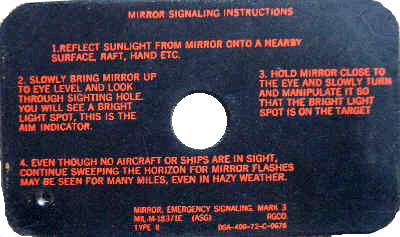 MIRROR SIGNALING INSTRUCTIONS
1.REFLECT SUNLIGHT FROM MIRROR ONTO A NEARBY
SURFACE, RAFT, HAND ETC.
2. SLOWLY BRING MIRROR UP
TO EYE LEVEL AND LOOK
THROUGH SIGHTING HOLE.
YOU WILL SEE A BRIGHT
LIGHT SPOT, THIS IS THE
AIM INDICATOR.
3. HOLD MIRROR CLOSE TO
THE EYE AND SLOWLY TURN
AND MANIPULATE IT SO
THAT THE BRIGHT LIGHT
SPOT IS ON THE TARGET
4. EVEN THOUGH NO AIRCRAFT OR SHIPS ARE IN SIGHT,
CONTINUE SWEEPING THE HORIZON FOR MIRROR FLASHES
MAY BE SEEN FOR MANY MILES, EVEN IN HAZY WEATHER.
MIRROR, EMERGENCY SIGNALING, MARK 3
MIL-M-18371E (ASG) RGCO.
TYPE II DSA-400-72-C-0676